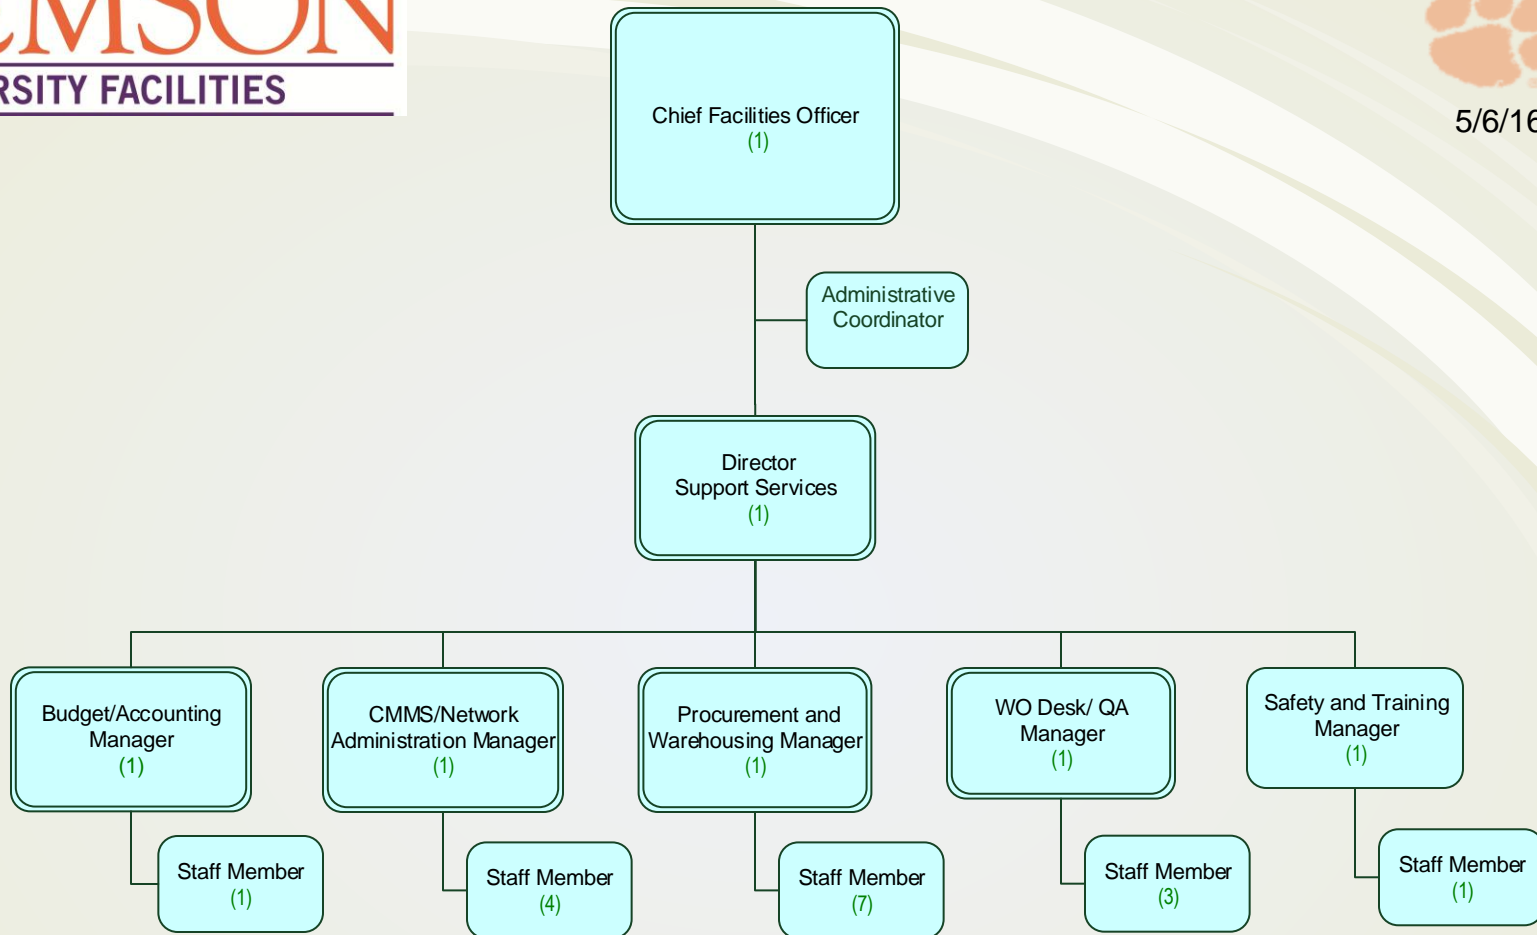 EMSON
RSITY FACILITIES
5/6/16
Chief Facilities Officer
(1)
Administrative
Coordinator
Director
Support Services
(1)
Budget/Accounting
Manager
(1)
CMMS/Network
Administration Manager
(1)
Procurement and
Warehousing Manager
(1)
WO Desk/ QA
Manager
(1)
Safety and Training
Manager
(1)
Staff Member
(1)
Staff Member
(4)
Staff Member
(7)
Staff Member
(3)
Staff Member
(1)